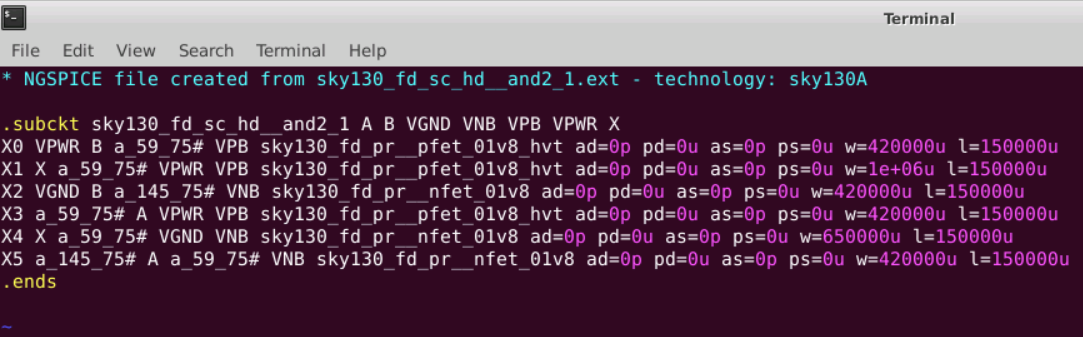 Terminal
File Edit View Search Terminal Help
* NGSPICE file created from sky130_fd_sc_hd__and2_1.ext - technology: sky130A
.subckt sky130_fd_sc_hd__and2_1 A B VGND VNB VPB VPWR X
X0 VPWR B a_59_75# VPB sky130_fd_pr__pfet_01v8_hvt ad=0p pd=0u as=0p ps=0u w=420000u l=150000u
X1 X a_59_75# VPWR VPB sky130_fd_pr__pfet_01v8_hvt ad=0p pd=0u as=0p ps=0u w=1e+06u l=150000u
X2 VGND B a_145_75# VNB sky130_fd_pr__nfet_01v8 ad=0p pd=0u as=0p ps=0u w=420000u l=150000u
X3 a_59_75# A VPWR VPB sky130_fd_pr__pfet_01v8_hvt ad=0p pd=0u as=0p ps=0u w=420000u l=150000u
X4 X a_59_75# VGND VNB sky130_fd_pr__nfet_01v8 ad=0p pd=0u as=0p ps=0u w=650000u l=150000u
X5 a_145_75# A a_59_75# VNB sky130_fd_pr__nfet_01v8 ad=0p pd=0u as=0p ps=0u w=420000u l=150000u
.ends
~